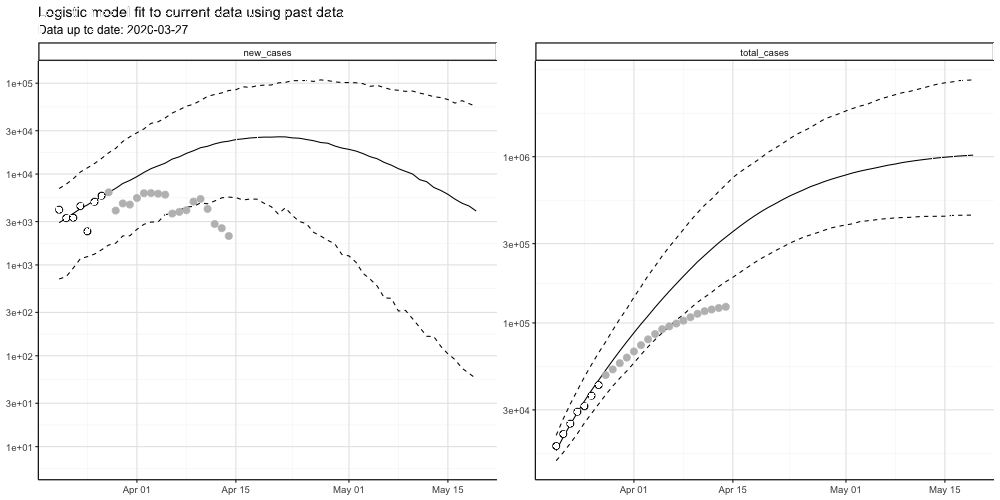 Logistic model fit to current data using past data
Data up to date: 2020-03-27
new_cases
total_cases
1e+05
3e+04
1e+04
3e+03
1e+03
3e+02
1e+02
3e+01
1e+01
Apr 01
Apr 15
May 01
May 15
1e+06
3e+05
1e+05
3e+04
Apr 01
Apr 15
May 01
May 15